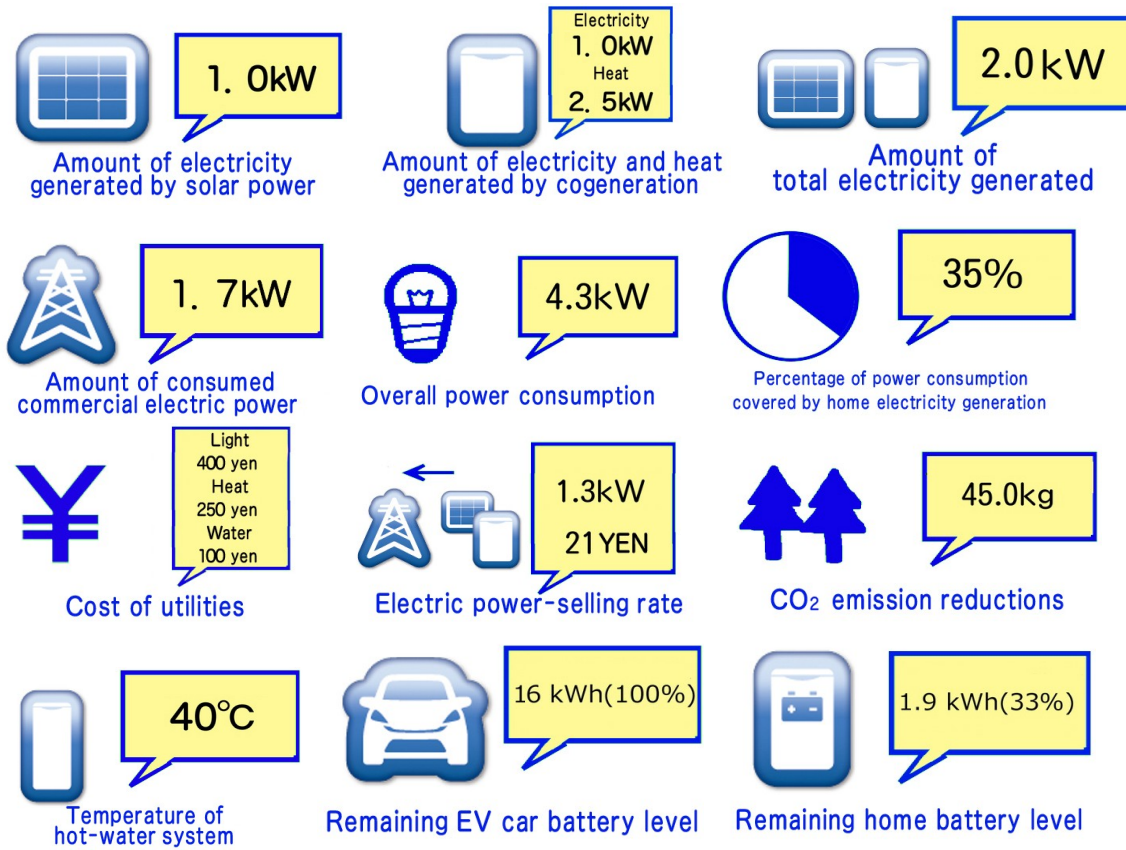 1. 0kW
Amount of electricity
generated by solar power
Electricity
1. 0kW
Heat
2. 5kW
Amount of electricity and heat
generated by cogeneration
2.0kW
Amount of
total electricity generated
1. 7kW
Amount of consumed
commercial electric power
4.3kW
Overall power consumption
35%
Percentage of power consumption
covered by home electricity generation
¥
Light
400 yen
Heat
250 yen
Water
100 yen
Cost of utilities
1.3kW
21 YEN
Electric power-selling rate
45.0kg
CO₂ emission reductions
40℃
Temperature of
hot-water system
16 kWh(100%)
Remaining EV car battery level
1.9 kWh(33%)
Remaining home battery level